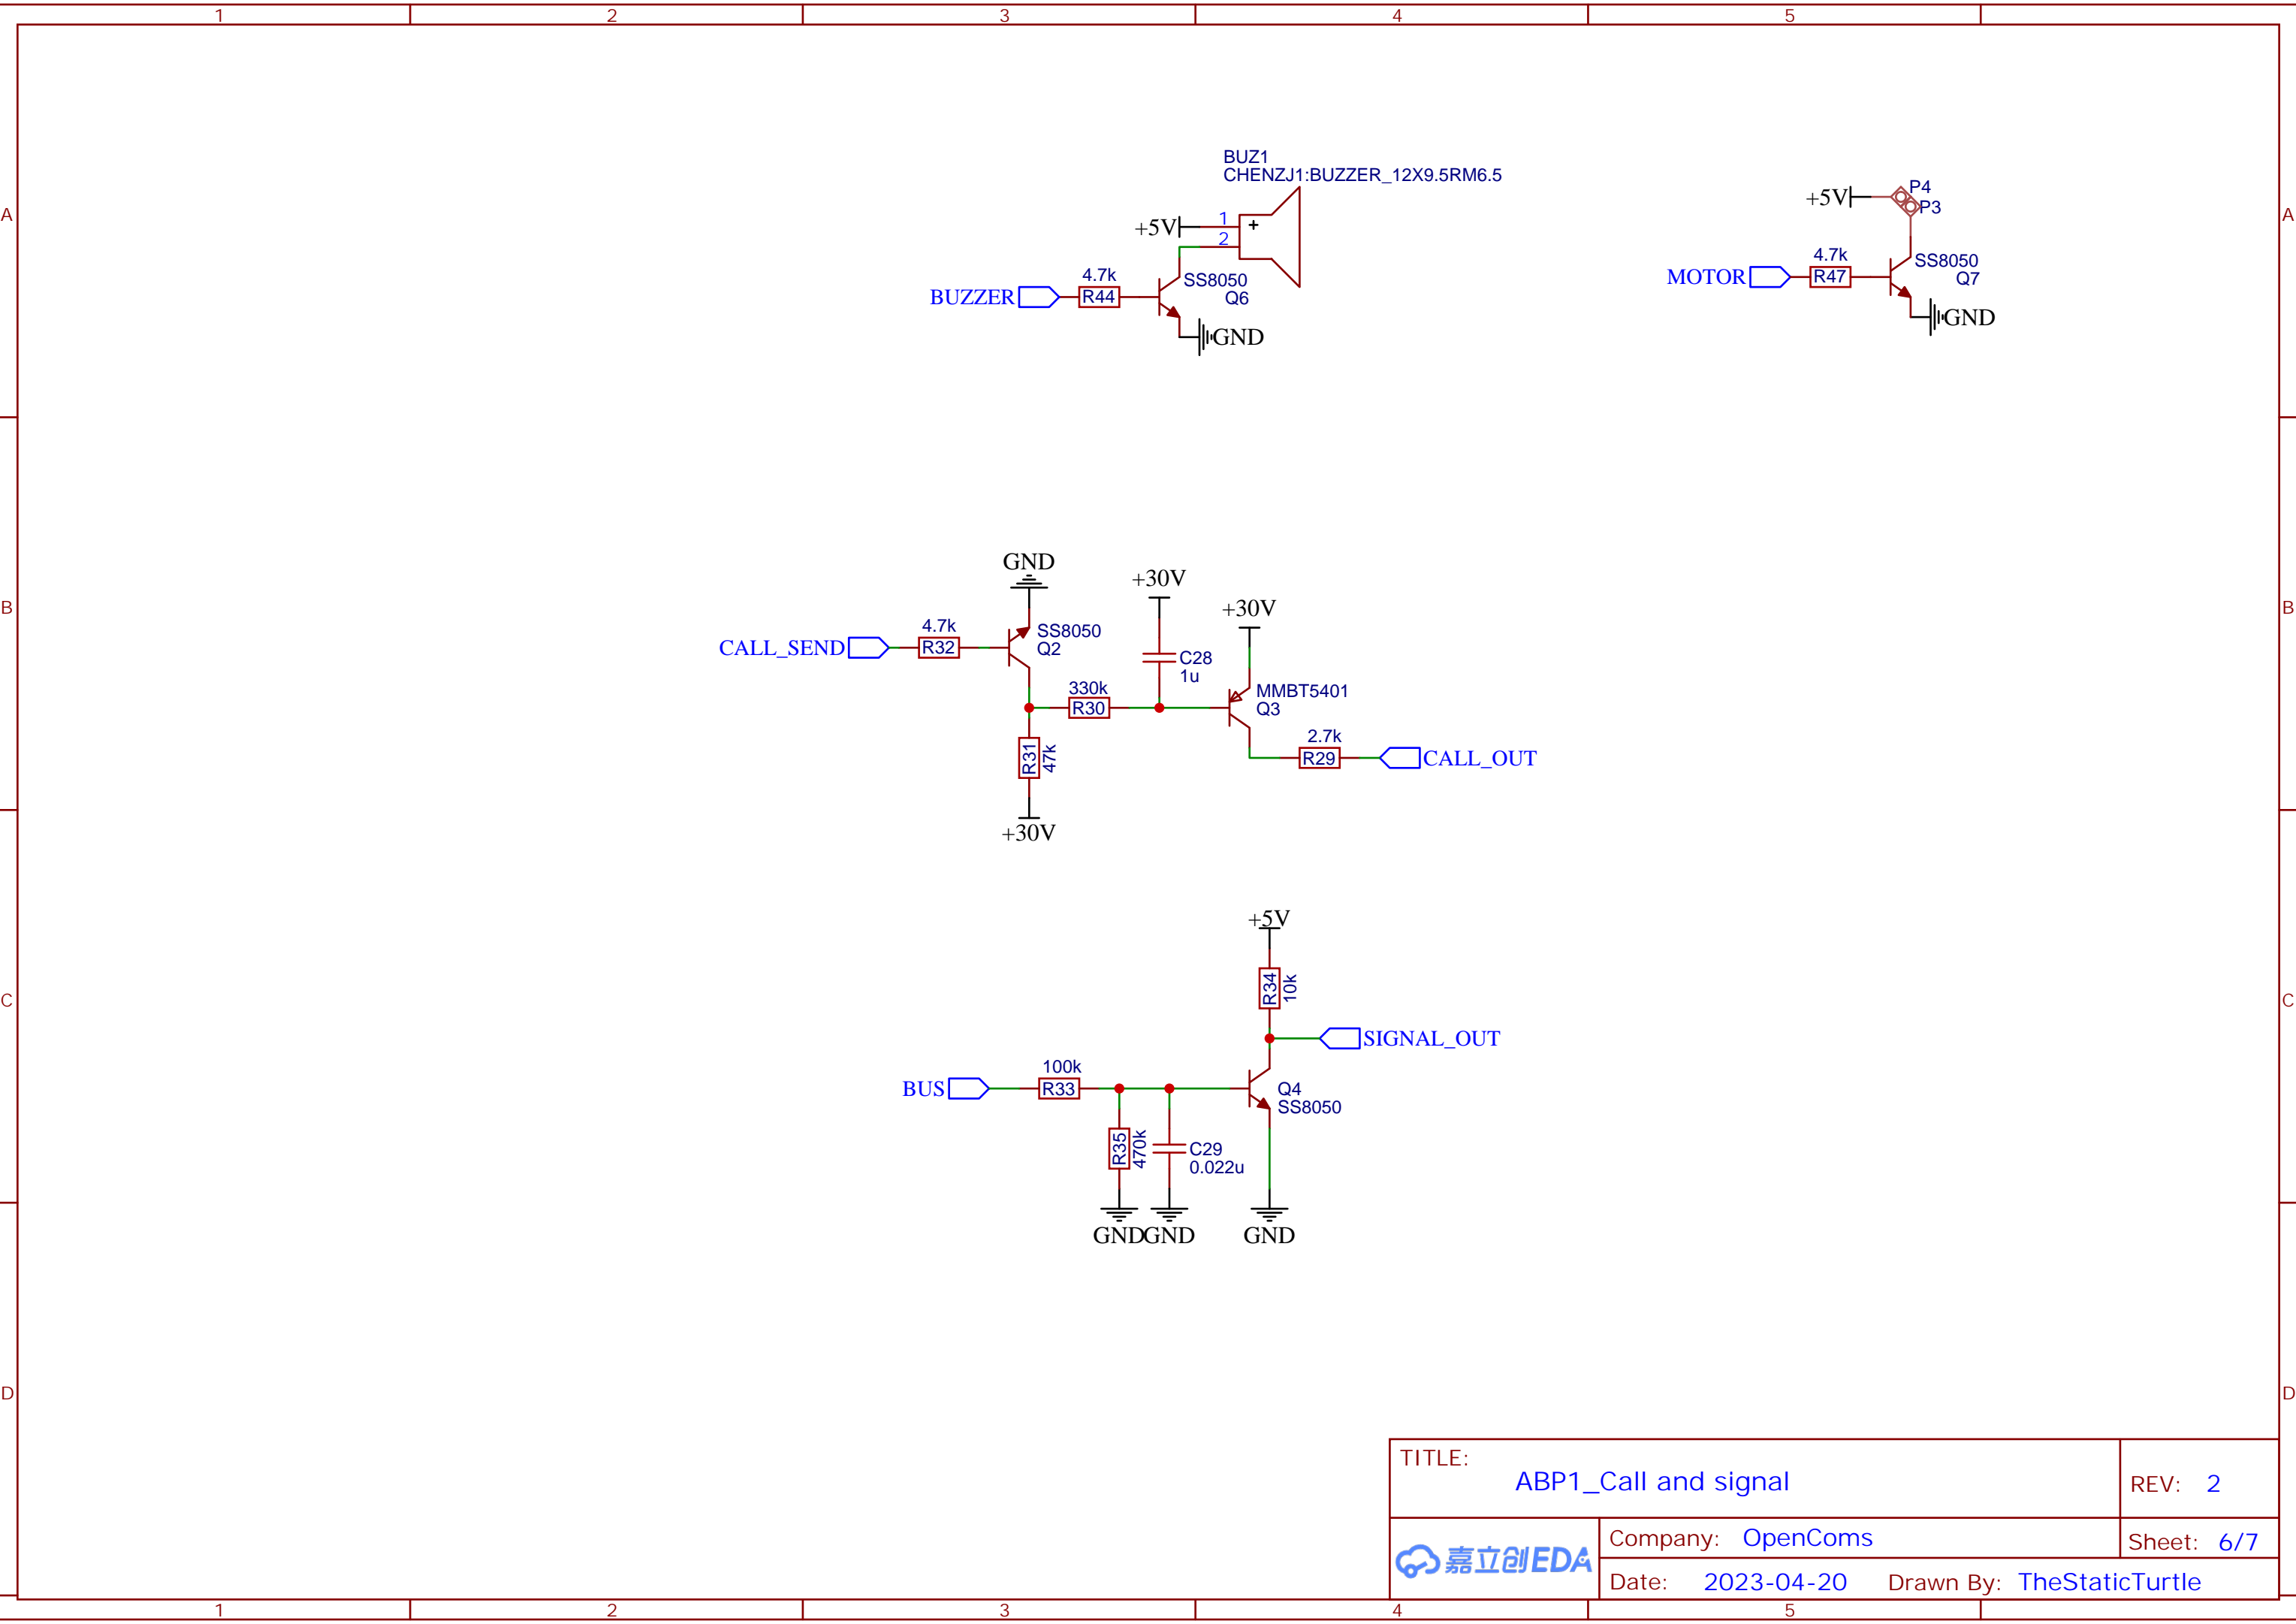 1 2 3 4 5
A A
B B
C C
D D
BUZ1
CHENZJ1:BUZZER_12X9.5RM6.5
+5V
1
+
2
BUZZER
4.7k
R44
SS8050
Q6
GND
+5V
P4
P3
MOTOR
4.7k
R47
SS8050
Q7
GND
GND
+30V
+30V
CALL_SEND
4.7k
R32
SS8050
Q2
C28
1u
330k
R30
MMBT5401
Q3
R31
47k
2.7k
R29
CALL_OUT
+30V
+5V
R34
10k
SIGNAL_OUT
BUS
100k
R33
Q4
SS8050
R35
470k
C29
0.022u
GND
GND
GND
TITLE:
ABP1_Call and signal
REV: 2
嘉立创EDA
Company: OpenComs
Sheet: 6/7
Date: 2023-04-20 Drawn By: TheStaticTurtle
1 2 3 4 5